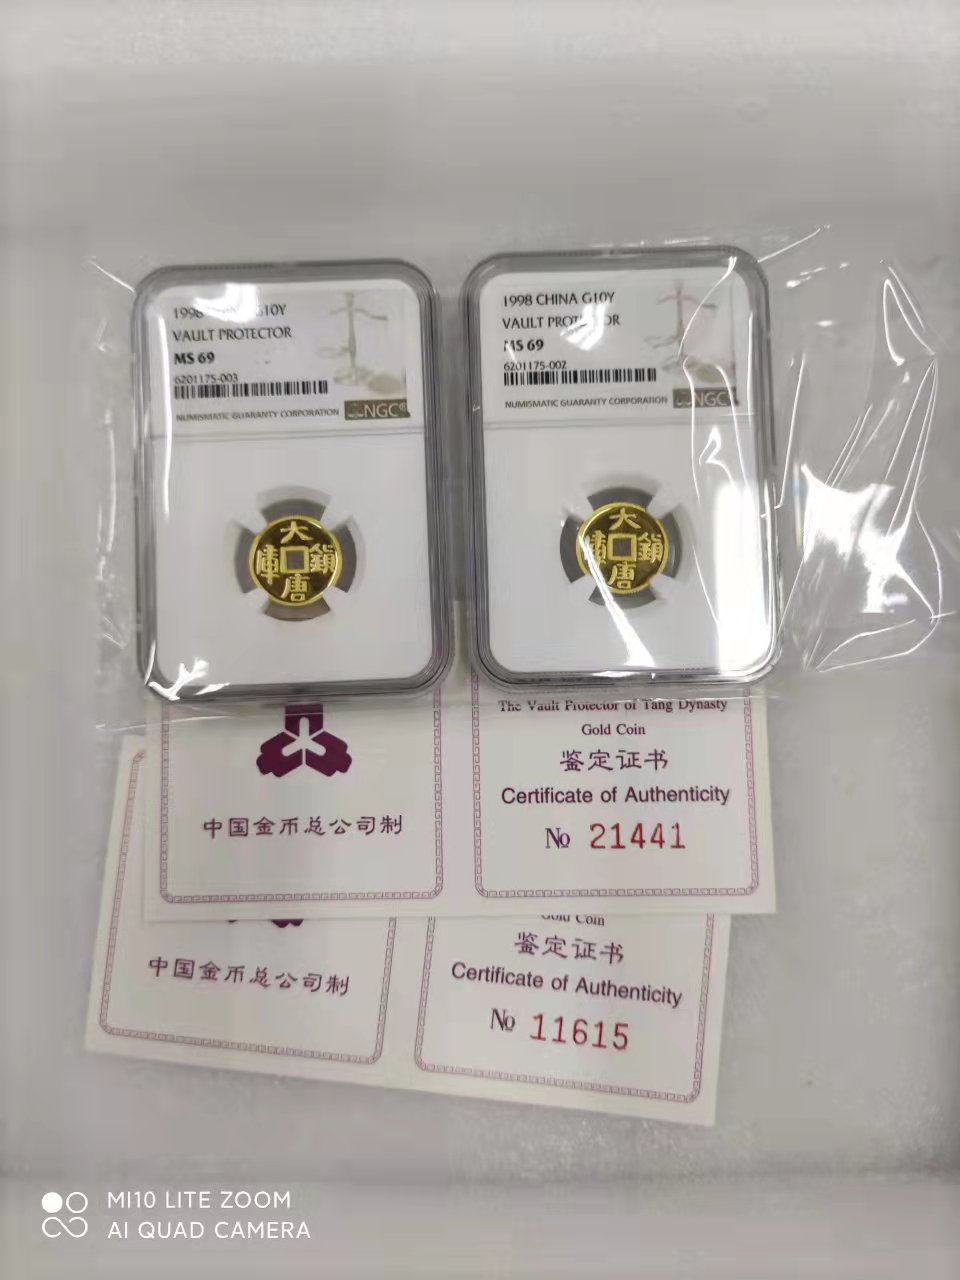 1998 CHINA G10Y
VAULT PROTECTOR
MS 69
6201175-003
NUMISMATIC GUARANTY CORPORATION
NGC®
大
庫 鎮
唐
1998 CHINA G10Y
VAULT PROTECTOR
MS 69
6201175-002
NUMISMATIC GUARANTY CORPORATION
NGC
大
庫 鎮
唐
中国金币总公司制
The Vault Protector of Tang Dynasty
Gold Coin
鉴定证书
Certificate of Authenticity
No 21441
中国金币总公司制
Gold Coin
鉴定证书
Certificate of Authenticity
No 11615
MI10 LITE ZOOM
AI QUAD CAMERA